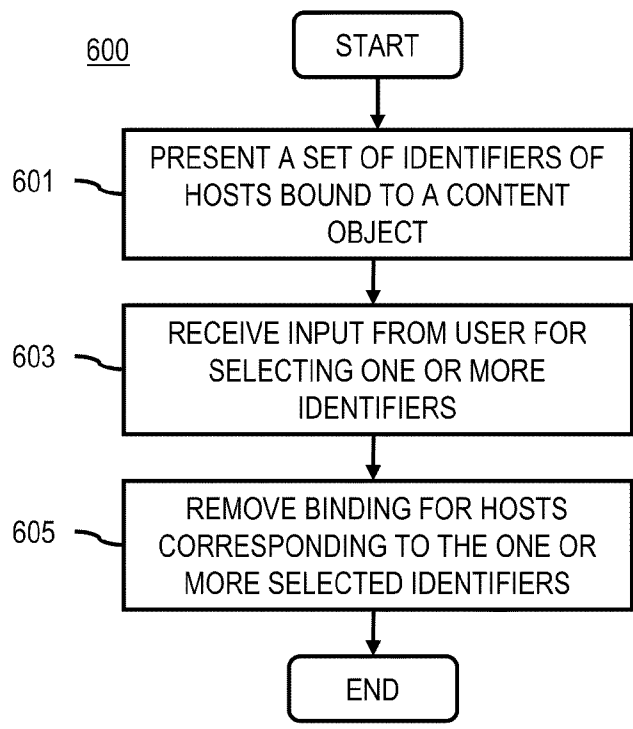 600
START
601
PRESENT A SET OF IDENTIFIERS OF
HOSTS BOUND TO A CONTENT
OBJECT
603
RECEIVE INPUT FROM USER FOR
SELECTING ONE OR MORE
IDENTIFIERS
605
REMOVE BINDING FOR HOSTS
CORRESPONDING TO THE ONE OR
MORE SELECTED IDENTIFIERS
END